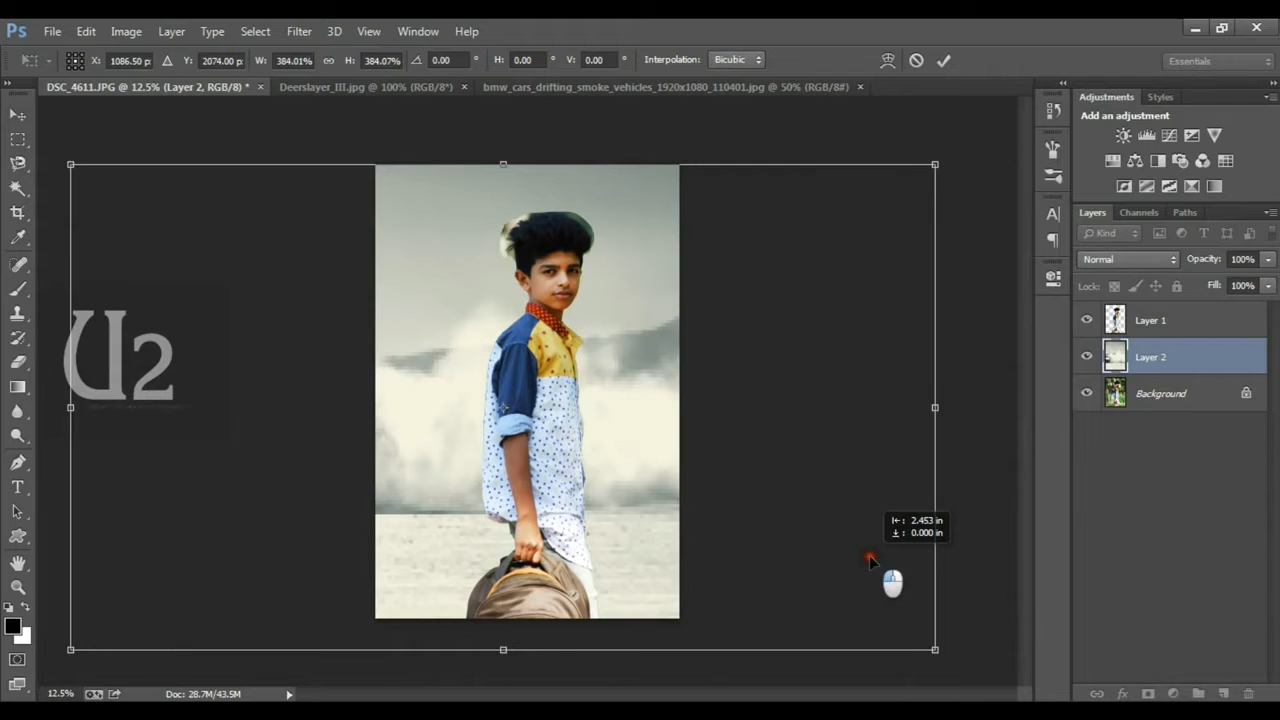 Ps File Edit Image Layer Type Select Filter 3D View Window Help
X: 1086.50 p: Y: 2074.00 p: W: 384.01% H: 384.07% 0.00 ° H: 0.00 ° V: 0.00 ° Interpolation: Bicubic Essentials
DSC_4611.JPG @ 12.5% (Layer 2, RGB/8) * × Deerslayer_III.jpg @ 100% (RGB/8*) × bmw_cars_drifting_smoke_vehicles_1920x1080_110401.jpg @ 50% (RGB/8#) ×
Adjustments Styles
Add an adjustment
Layers Channels Paths
Kind
Normal Opacity: 100%
Lock: Fill: 100%
Layer 1
Layer 2
Background
U2
2.453 in
0.000 in
12.5% Doc: 28.7M/43.5M